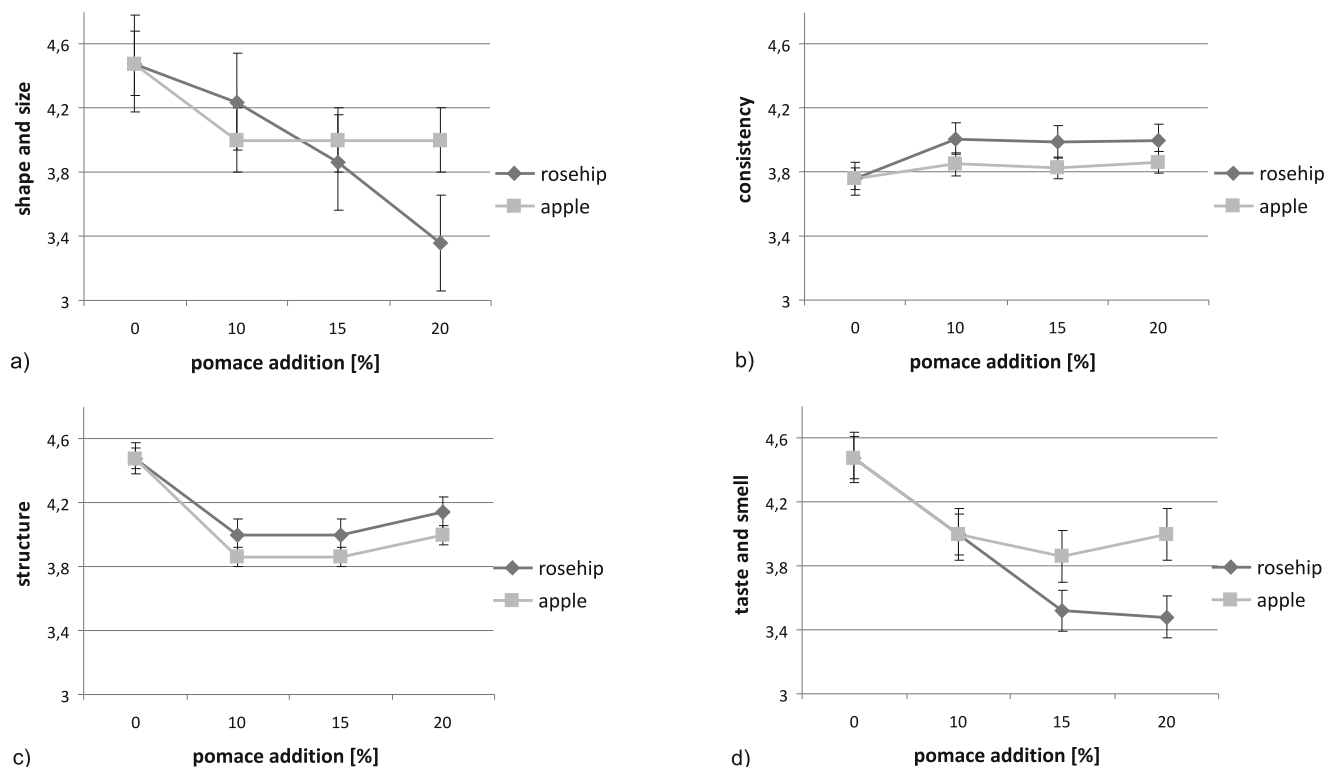 4,6
4,2
3,8
3,4
3
shape and size
0 10 15 20
pomace addition [%]
rosehip
apple
a)
4,6
4,2
3,8
3,4
3
consistency
0 10 15 20
pomace addition [%]
rosehip
apple
b)
4,6
4,2
3,8
3,4
3
structure
0 10 15 20
pomace addition [%]
rosehip
apple
c)
4,6
4,2
3,8
3,4
3
taste and smell
0 10 15 20
pomace addition [%]
rosehip
apple
d)